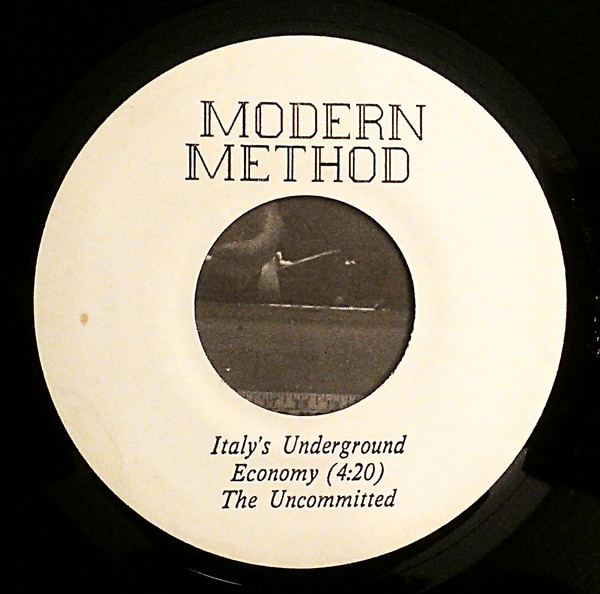 MODERN
METHOD
Italy's Underground
Economy (4:20)
The Uncommitted